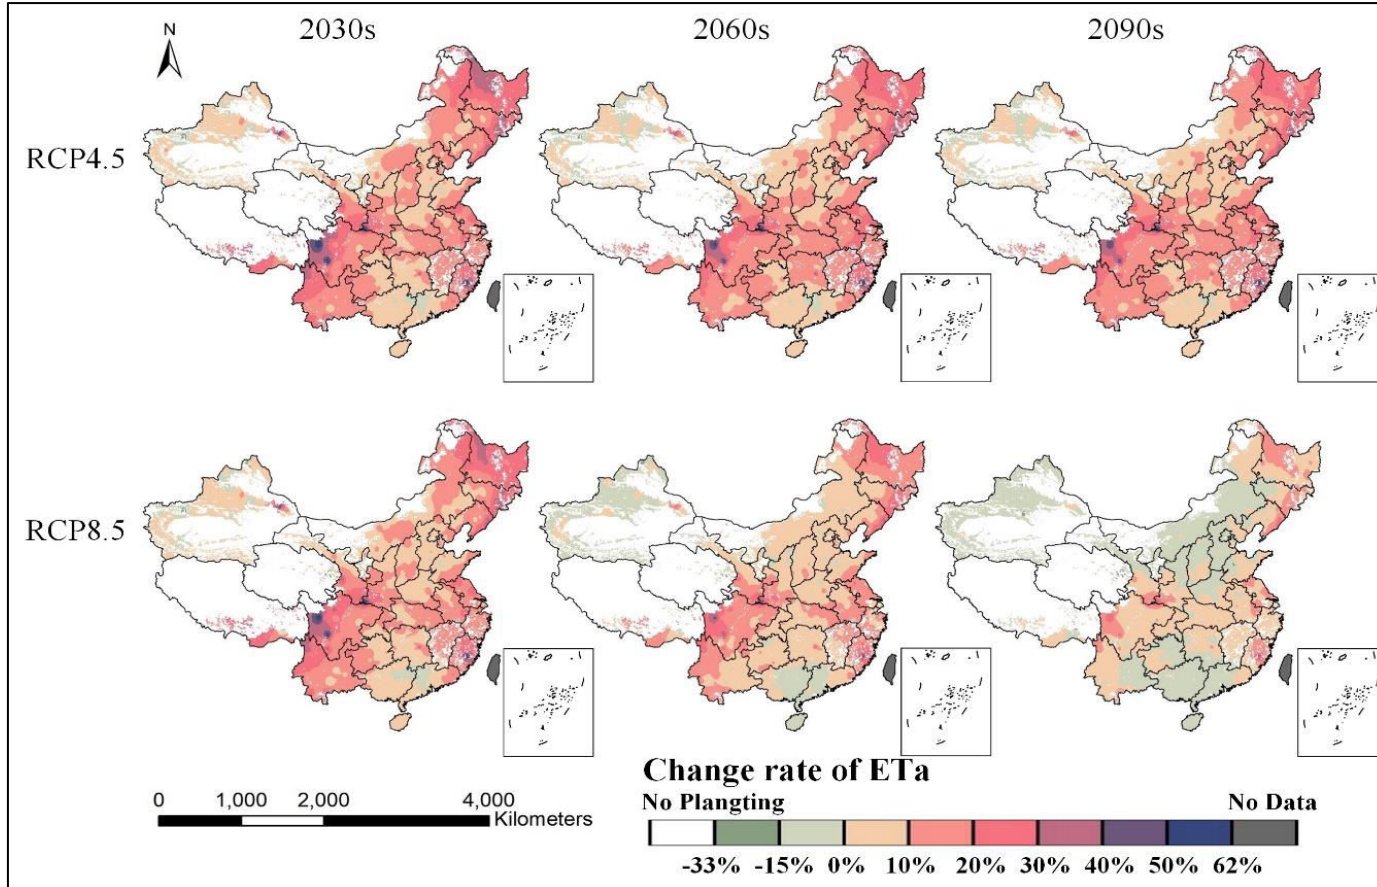 2030s 2060s 2090s
N
RCP4.5
RCP8.5
Change rate of ETa
No Plangting No Data
0 1,000 2,000 4,000
Kilometers
-33% -15% 0% 10% 20% 30% 40% 50% 62%